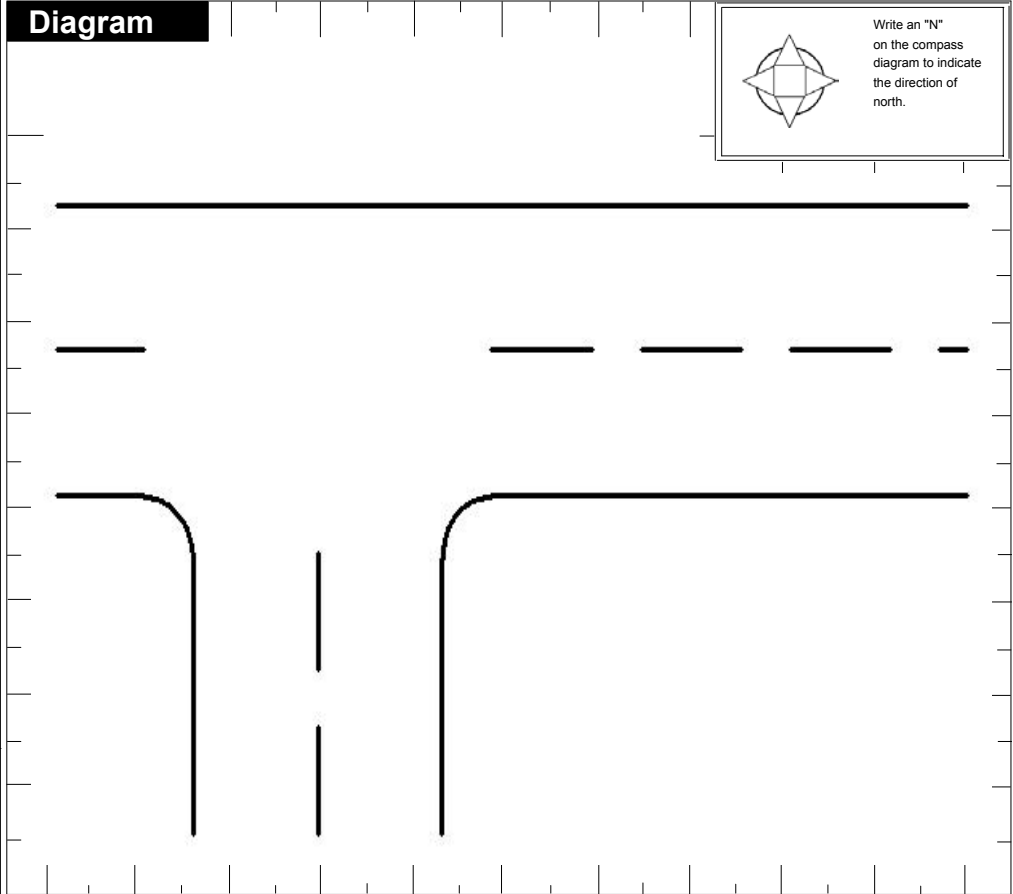 Diagram
Write an "N"
on the compass
diagram to indicate
the direction of
north.